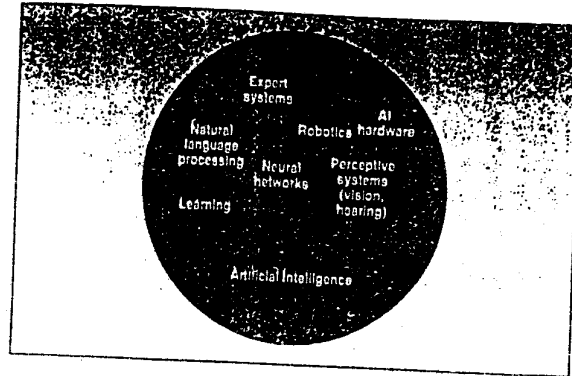 Expert
systems
AI
hardware
Robotics
Natural
language
processing
Neural
networks
Perceptive
systems
(vision,
hearing)
Learning
Artificial Intelligence